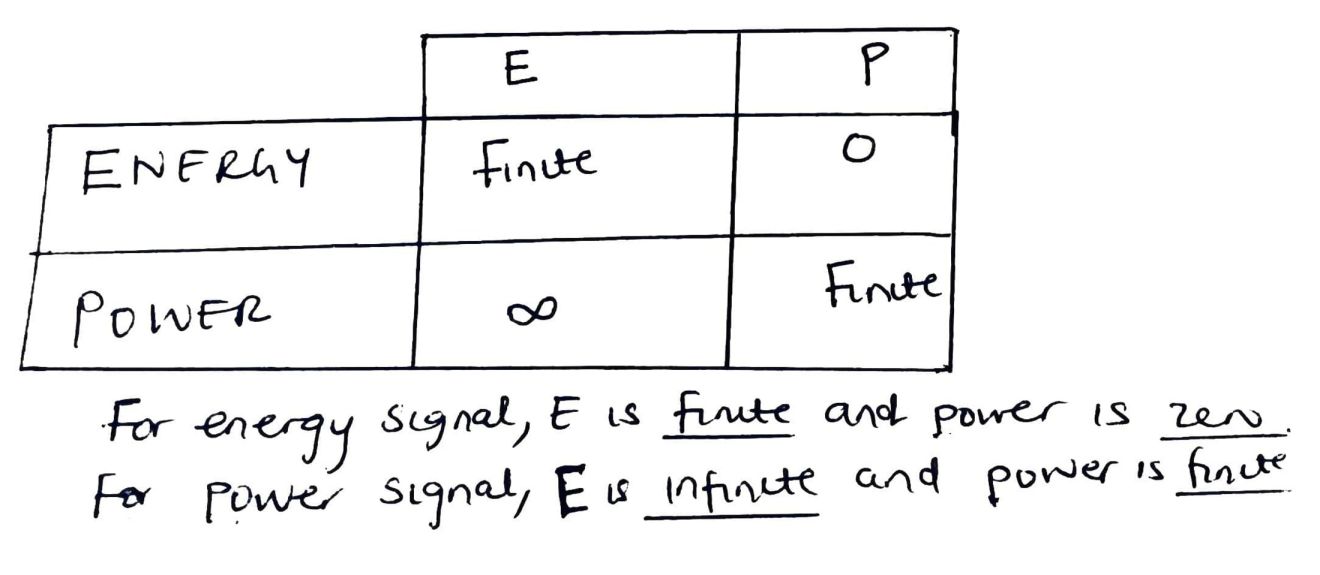 E P
ENERGY Finite 0
POWER ∞ Finite
For energy signal, E is finite and power is zero.
For power signal, E is infinite and power is finite